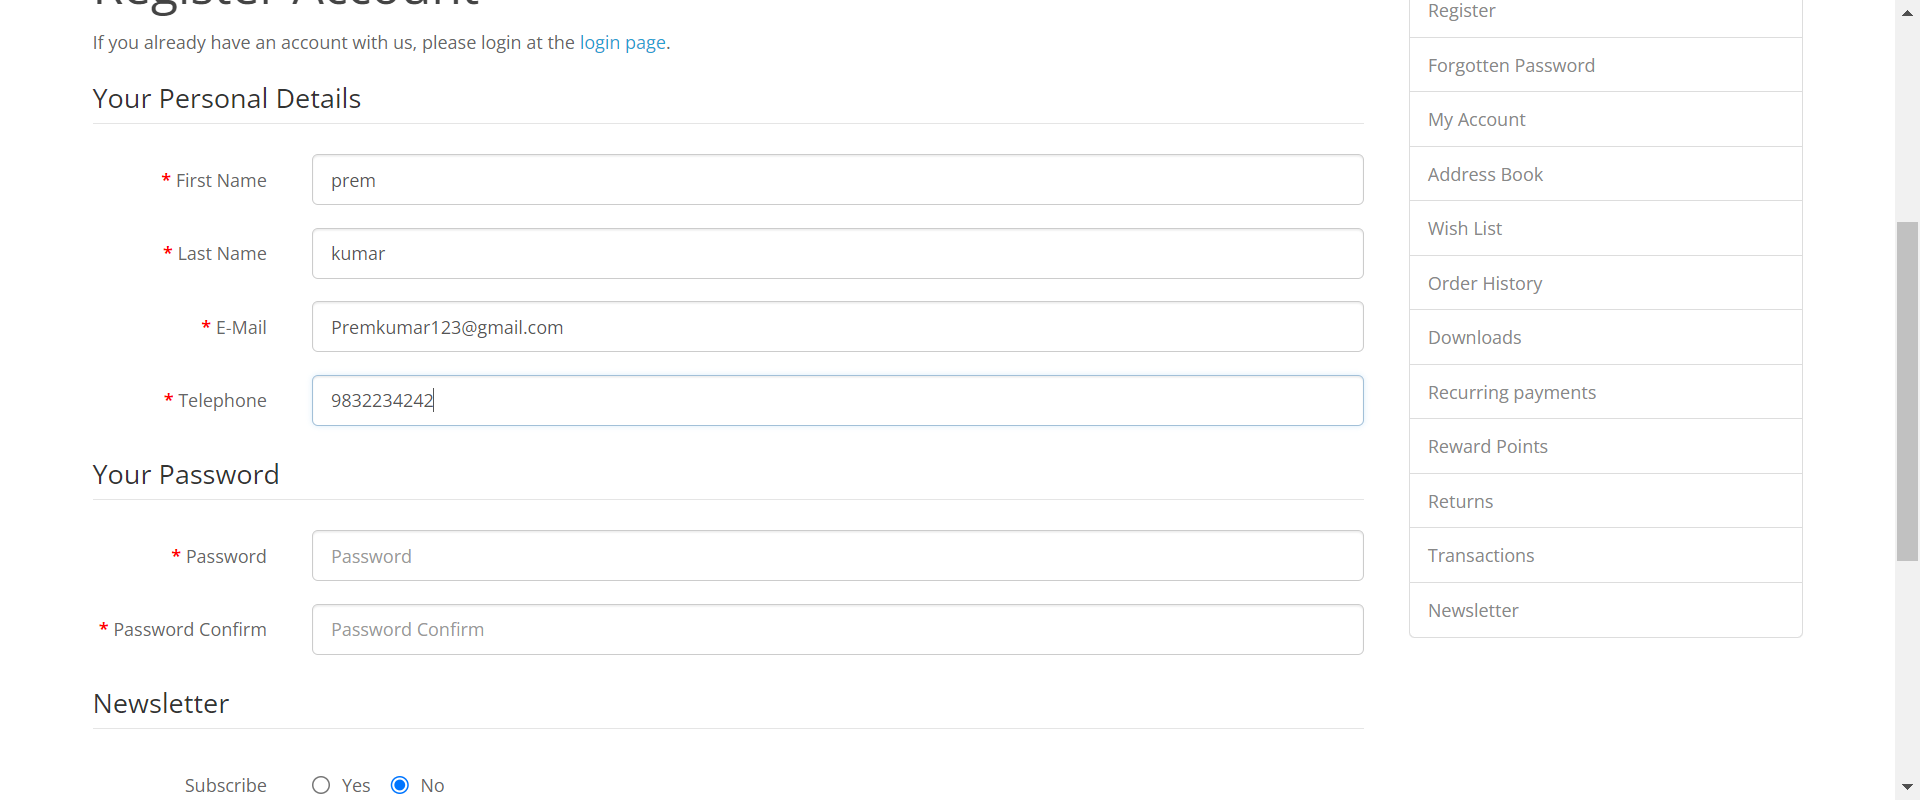 Register Account
If you already have an account with us, please login at the login page.
Your Personal Details
* First Name
prem
* Last Name
kumar
* E-Mail
Premkumar123@gmail.com
* Telephone
9832234242
Your Password
* Password
Password
* Password Confirm
Password Confirm
Newsletter
Subscribe
Yes
No
Register
Forgotten Password
My Account
Address Book
Wish List
Order History
Downloads
Recurring payments
Reward Points
Returns
Transactions
Newsletter